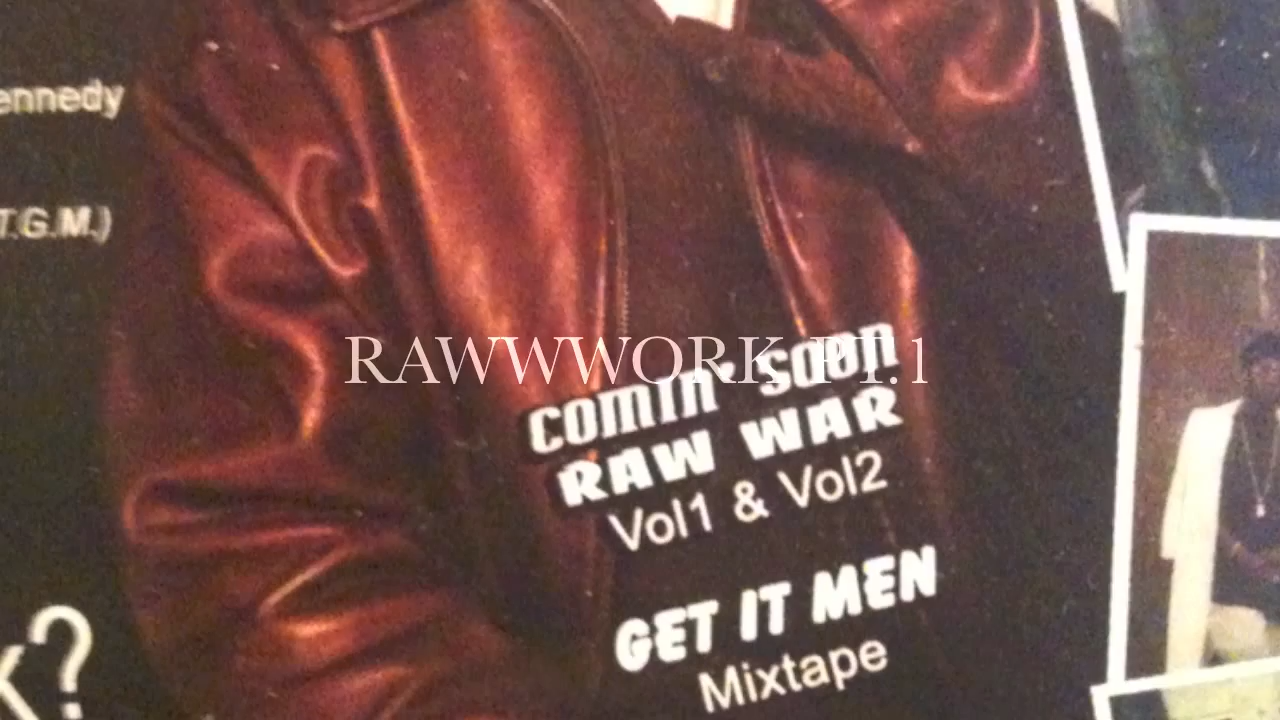 ennedy
T.G.M.)
RAWWWORK PT.1
COMIN' SOON
RAW WAR
Vol1 & Vol2
GET IT MEN
Mixtape
k?